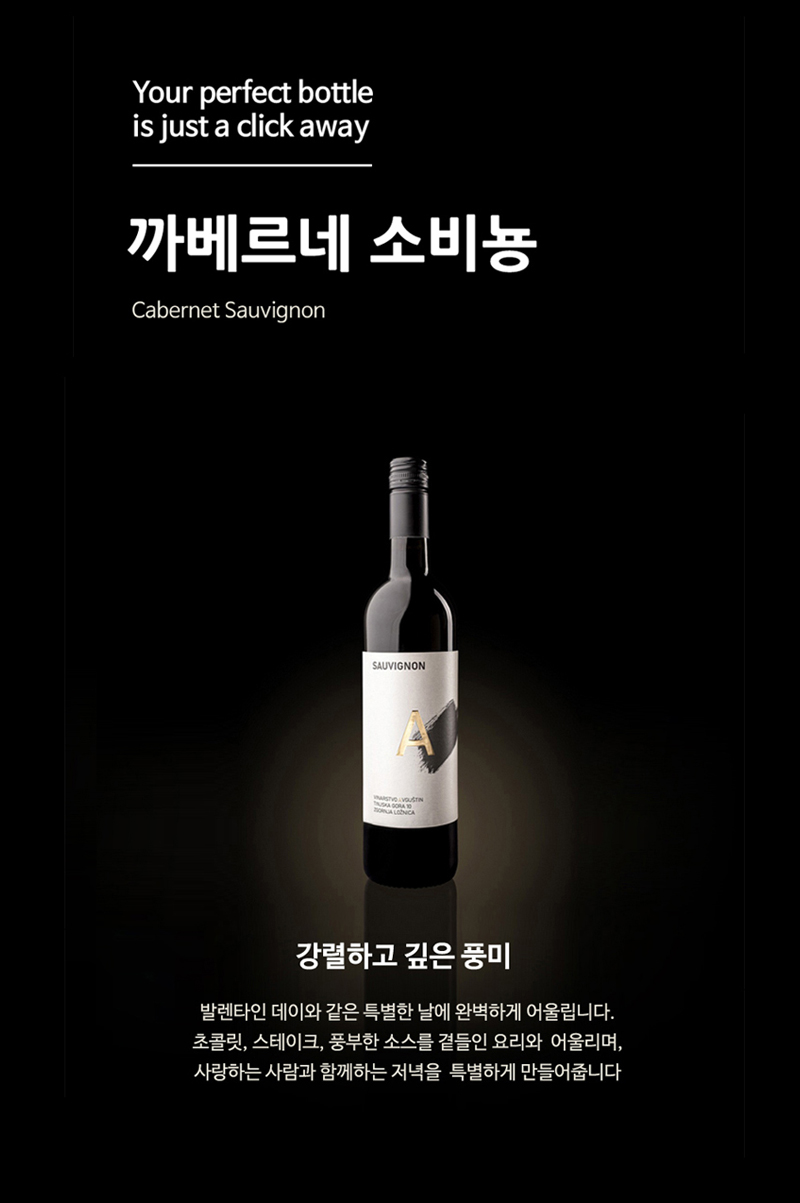 Your perfect bottle
is just a click away
까베르네 소비뇽
Cabernet Sauvignon
SAUVIGNON
A
TINJSKA GORA 10
ZGORNJA LOŽNICA
강렬하고 깊은 풍미
발렌타인 데이와 같은 특별한 날에 완벽하게 어울립니다.
초콜릿, 스테이크, 풍부한 소스를 곁들인 요리와 어울리며,
사랑하는 사람과 함께하는 저녁을 특별하게 만들어줍니다